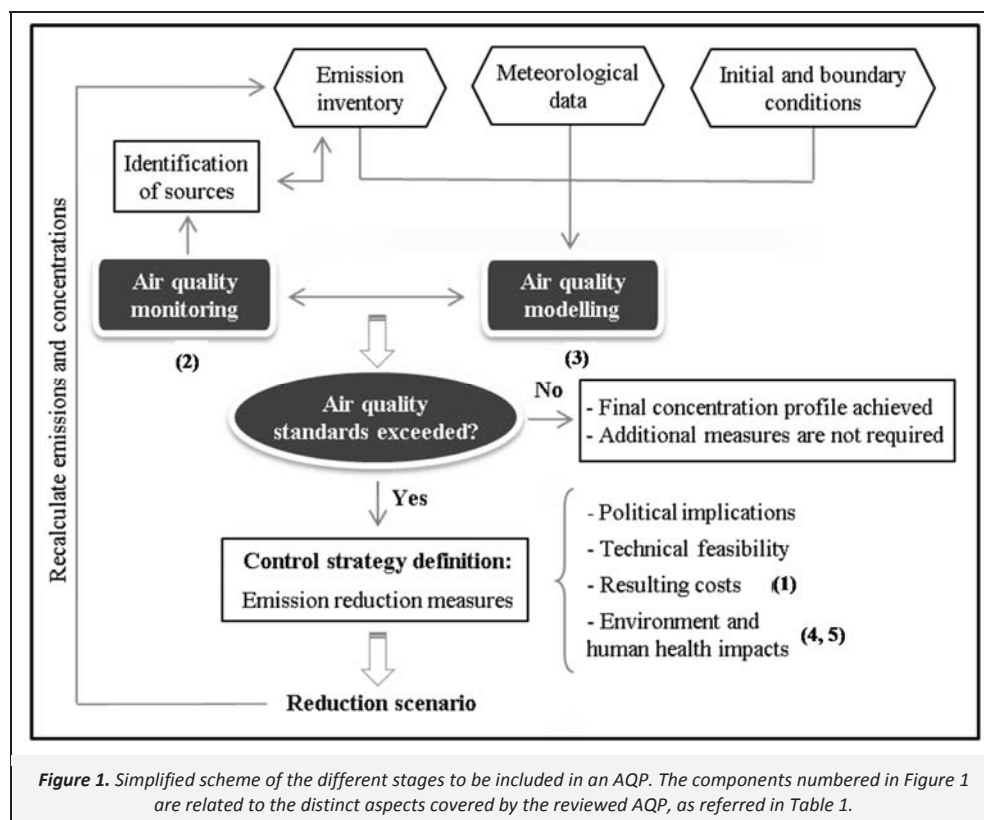 Emission
inventory
Meteorological
data
Initial and boundary
conditions
Identification
of sources
Recalculate emissions and concentrations
Air quality
monitoring
(2)
Air quality
modelling
(3)
Air quality
standards exceeded?
No
- Final concentration profile achieved
- Additional measures are not required
Yes
Control strategy definition:
Emission reduction measures
- Political implications
- Technical feasibility
- Resulting costs (1)
- Environment and
human health impacts (4, 5)
Reduction scenario
Figure 1. Simplified scheme of the different stages to be included in an AQP. The components numbered in Figure 1
are related to the distinct aspects covered by the reviewed AQP, as referred in Table 1.